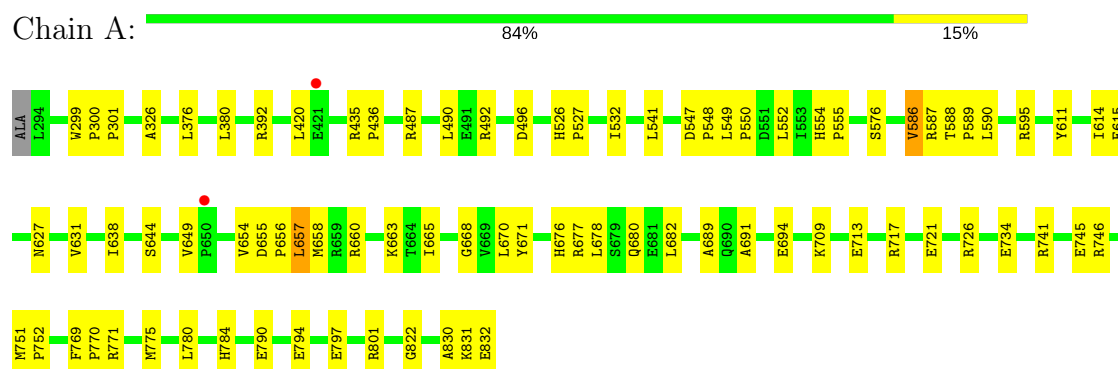 Chain A:
84% 15%
ALA L294 W299 P300 P301 A326 L376 L380 R392 L420 E421 R435 P436 R487 L490 E491 R492 D496 H526 P527 I532 L541 D547 P548 L549 P550 D551 L552 I553 H554 P555 S576 V586 R587 T588 P589 L590 R595 Y611 I614 E615
N627 V631 I638 S644 V649 P650 V654 D655 P656 L657 M658 R659 R660 K663 T664 I665 G668 V669 L670 Y671 H676 R677 L678 S679 Q680 E681 L682 A689 Q690 A691 E694 K709 E713 R717 E721 R726 E734 R741 E745 R746
M751 P752 F769 P770 R771 M775 L780 H784 E790 E794 E797 R801 G822 A830 K831 E832